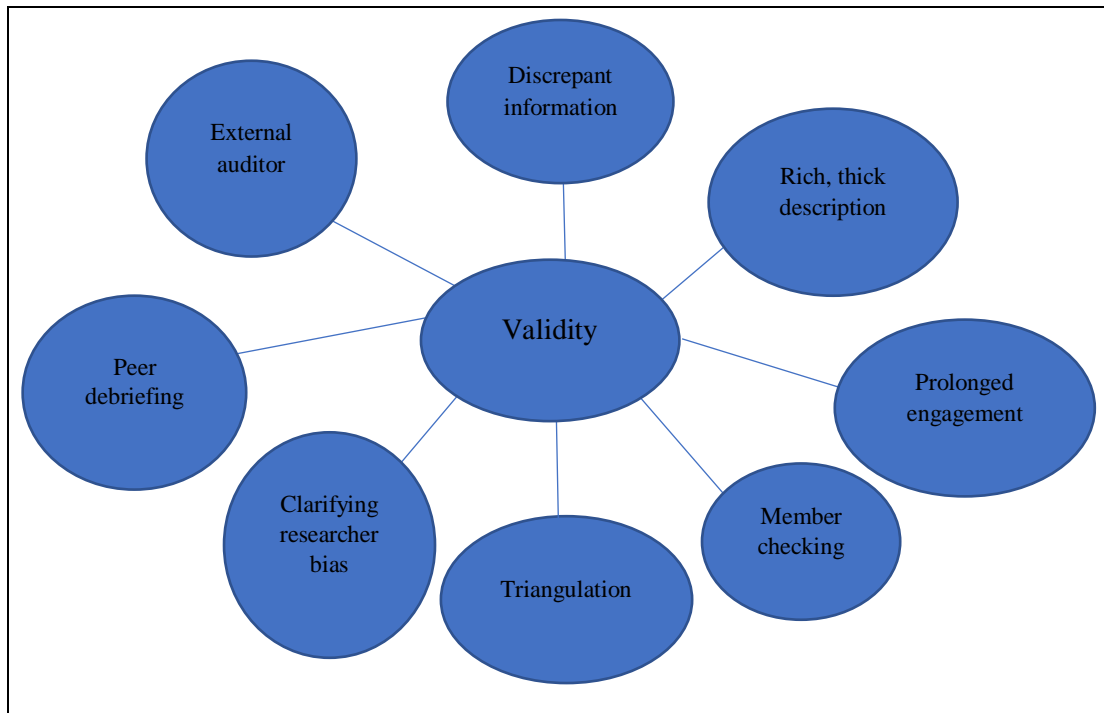 Discrepant
information
External
auditor
Rich, thick
description
Validity
Peer
debriefing
Prolonged
engagement
Clarifying
researcher
bias
Member
checking
Triangulation